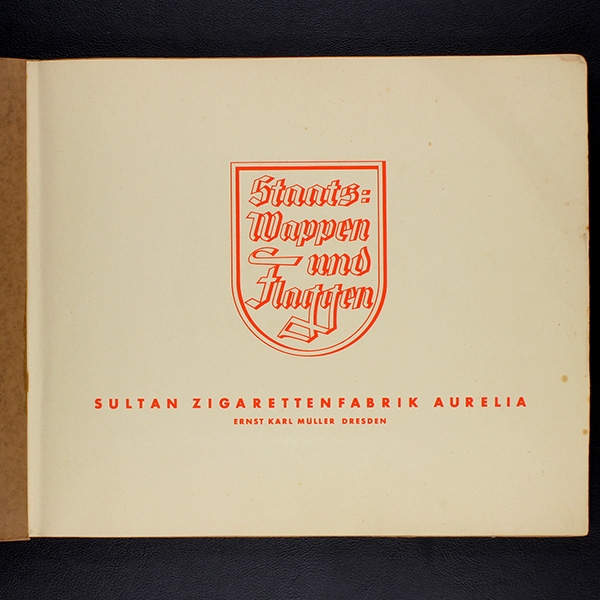 Staats=
Wappen
und
Flaggen
SULTAN ZIGARETTENFABRIK AURELIA
ERNST KARL MÜLLER DRESDEN